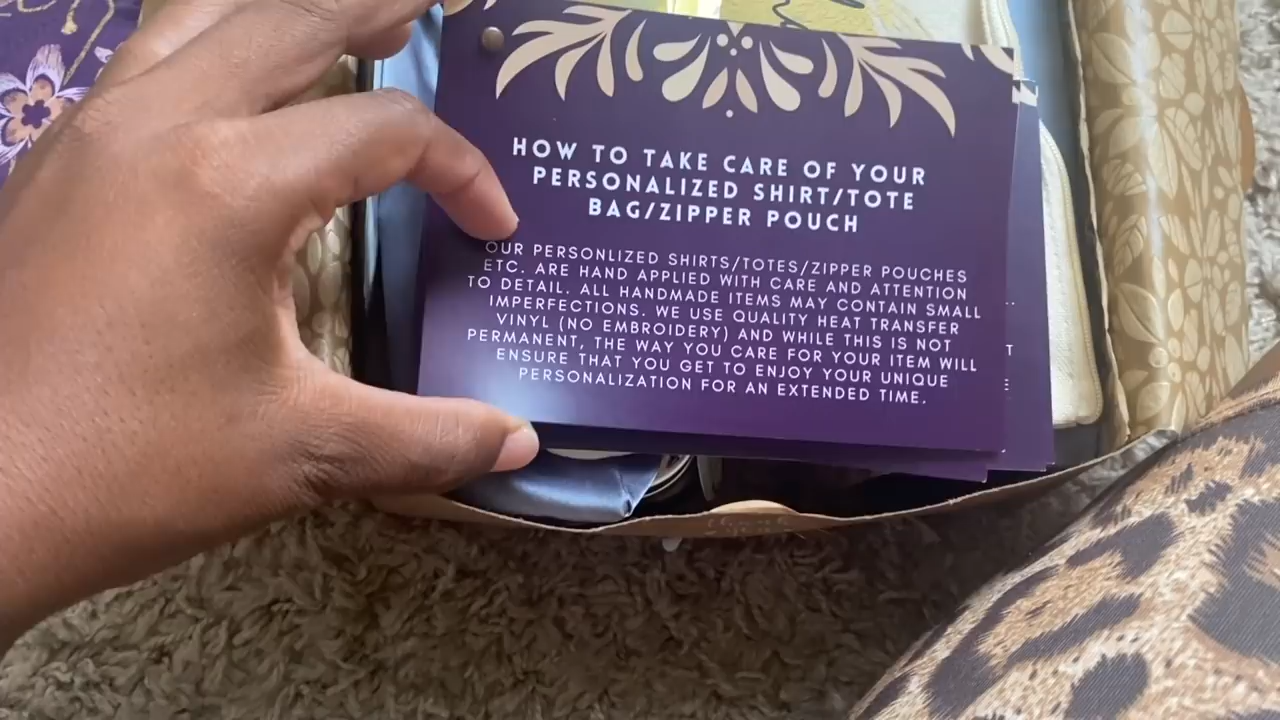 HOW TO TAKE CARE OF YOUR
PERSONALIZED SHIRT/TOTE
BAG/ZIPPER POUCH
OUR PERSONLIZED SHIRTS/TOTES/ZIPPER POUCHES
ETC. ARE HAND APPLIED WITH CARE AND ATTENTION
TO DETAIL. ALL HANDMADE ITEMS MAY CONTAIN SMALL
IMPERFECTIONS. WE USE QUALITY HEAT TRANSFER
VINYL (NO EMBROIDERY) AND WHILE THIS IS NOT
PERMANENT, THE WAY YOU CARE FOR YOUR ITEM WILL
ENSURE THAT YOU GET TO ENJOY YOUR UNIQUE
PERSONALIZATION FOR AN EXTENDED TIME.